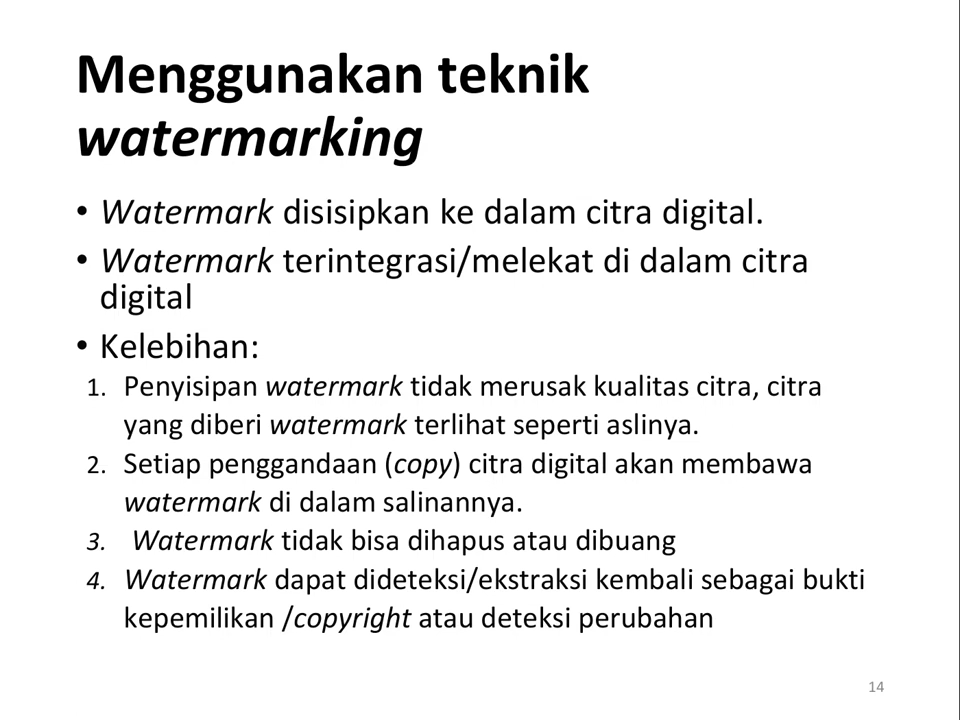 Menggunakan teknik
watermarking
• Watermark disisipkan ke dalam citra digital.
• Watermark terintegrasi/melekat di dalam citra
digital
• Kelebihan:
1. Penyisipan watermark tidak merusak kualitas citra, citra
yang diberi watermark terlihat seperti aslinya.
2. Setiap penggandaan (copy) citra digital akan membawa
watermark di dalam salinannya.
3. Watermark tidak bisa dihapus atau dibuang
4. Watermark dapat dideteksi/ekstraksi kembali sebagai bukti
kepemilikan /copyright atau deteksi perubahan
14